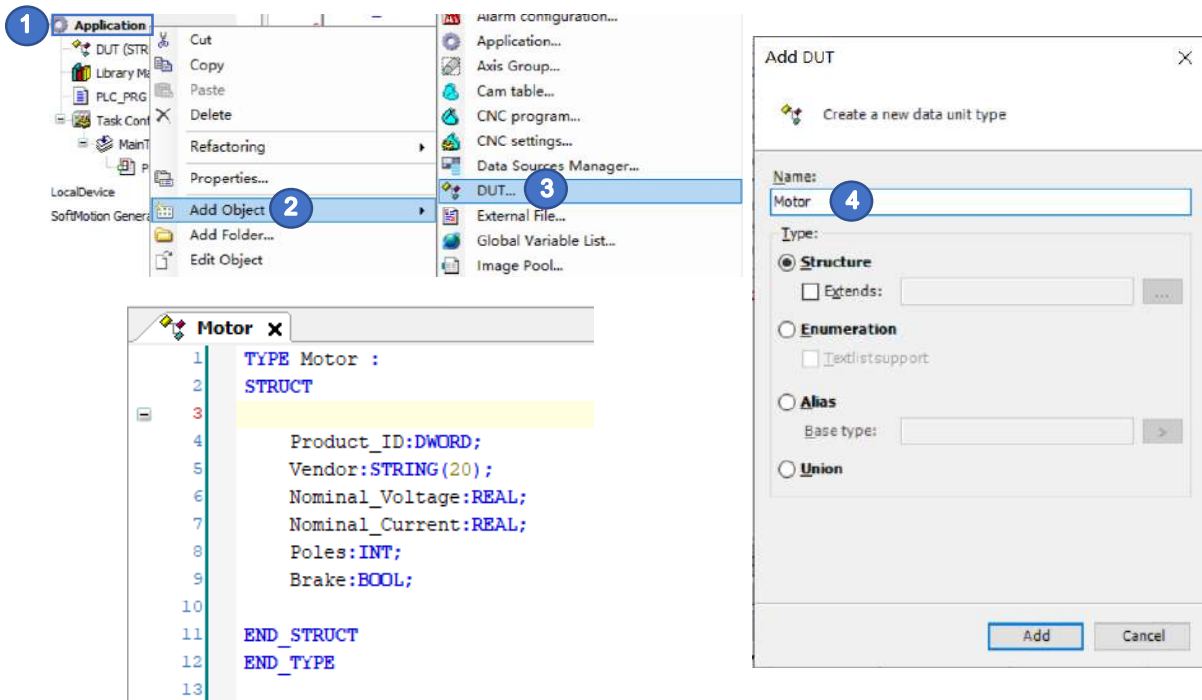 1
Application
DUT (STR
Library Ma
PLC_PRG
Task Conf
MainT
P
LocalDevice
SoftMotion Genera
Cut
Copy
Paste
Delete
Refactoring
Properties...
Add Object 2
Add Folder...
Edit Object
Alarm configuration...
Application...
Axis Group...
Cam table...
CNC program...
CNC settings...
Data Sources Manager...
DUT... 3
External File...
Global Variable List...
Image Pool...
Add DUT
Create a new data unit type
Name:
Motor 4
Type:
Structure
Extends:
...
Enumeration
Textlist support
Alias
Base type:
>
Union
Add Cancel
Motor x
1 TYPE Motor :
2 STRUCT
3
4 Product_ID:DWORD;
5 Vendor:STRING(20);
6 Nominal_Voltage:REAL;
7 Nominal_Current:REAL;
8 Poles:INT;
9 Brake:BOOL;
10
11 END_STRUCT
12 END_TYPE
13